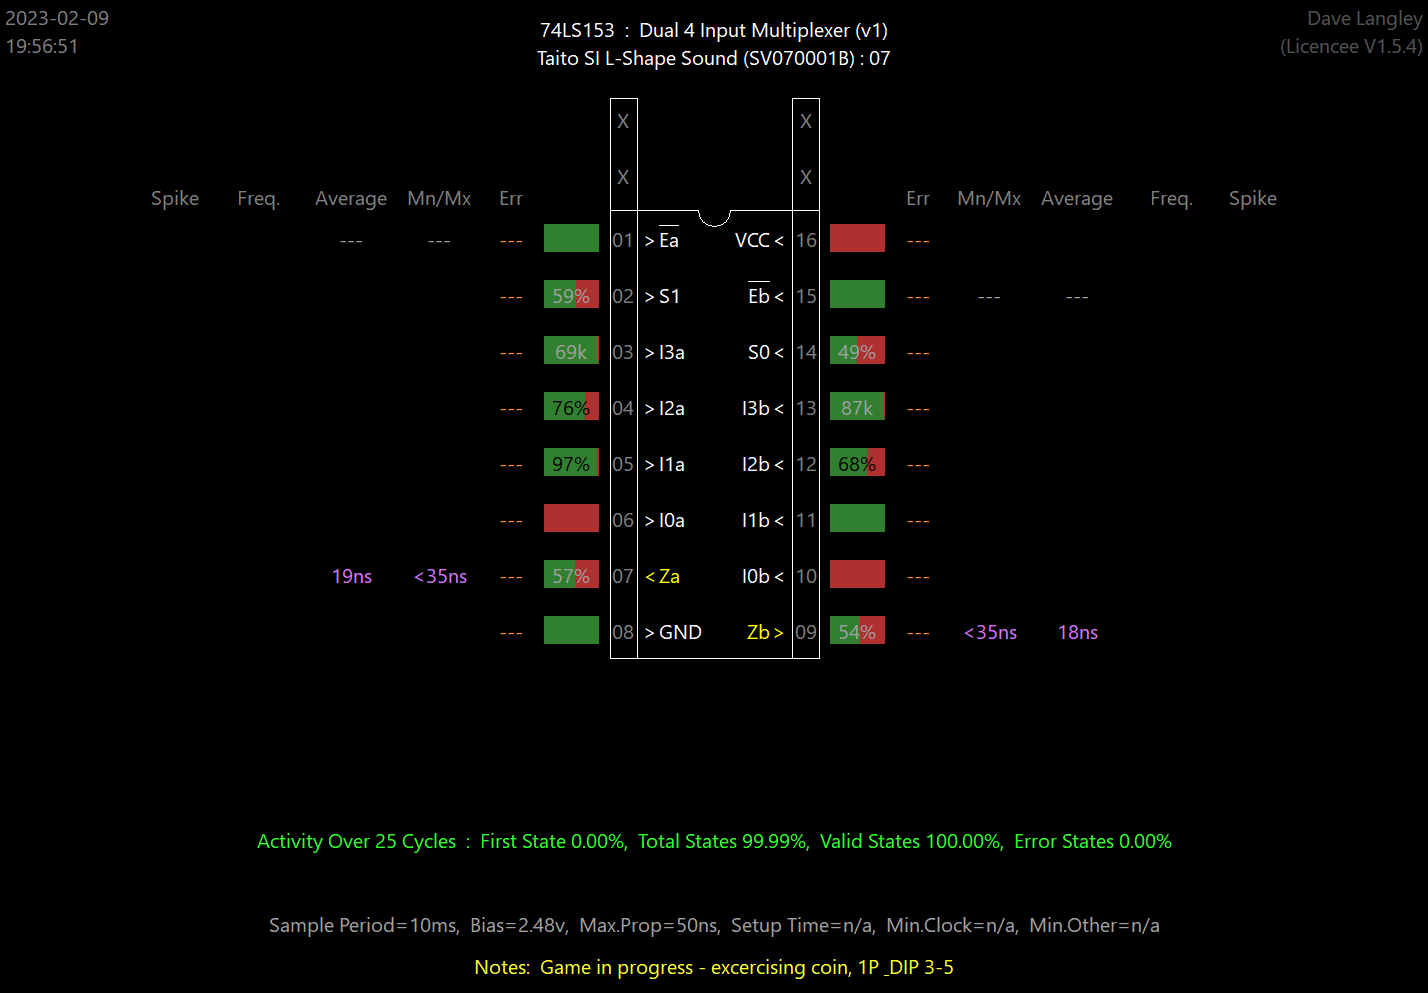 2023-02-09
19:56:51
74LS153 : Dual 4 Input Multiplexer (v1)
Taito SI L-Shape Sound (SV070001B) : 07
Dave Langley
(Licencee V1.5.4)
X X
X X
Spike Freq. Average Mn/Mx Err Err Mn/Mx Average Freq. Spike
--- --- --- 01 > Ea VCC < 16 ---
--- 59% 02 > S1 Eb < 15 --- --- ---
--- 69k 03 > I3a S0 < 14 49% ---
--- 76% 04 > I2a I3b < 13 87k ---
--- 97% 05 > I1a I2b < 12 68% ---
--- 06 > I0a I1b < 11 ---
19ns <35ns --- 57% 07 < Za I0b < 10 ---
--- 08 > GND Zb > 09 54% --- <35ns 18ns
Activity Over 25 Cycles : First State 0.00%, Total States 99.99%, Valid States 100.00%, Error States 0.00%
Sample Period=10ms, Bias=2.48v, Max.Prop=50ns, Setup Time=n/a, Min.Clock=n/a, Min.Other=n/a
Notes: Game in progress - excercising coin, 1P _DIP 3-5